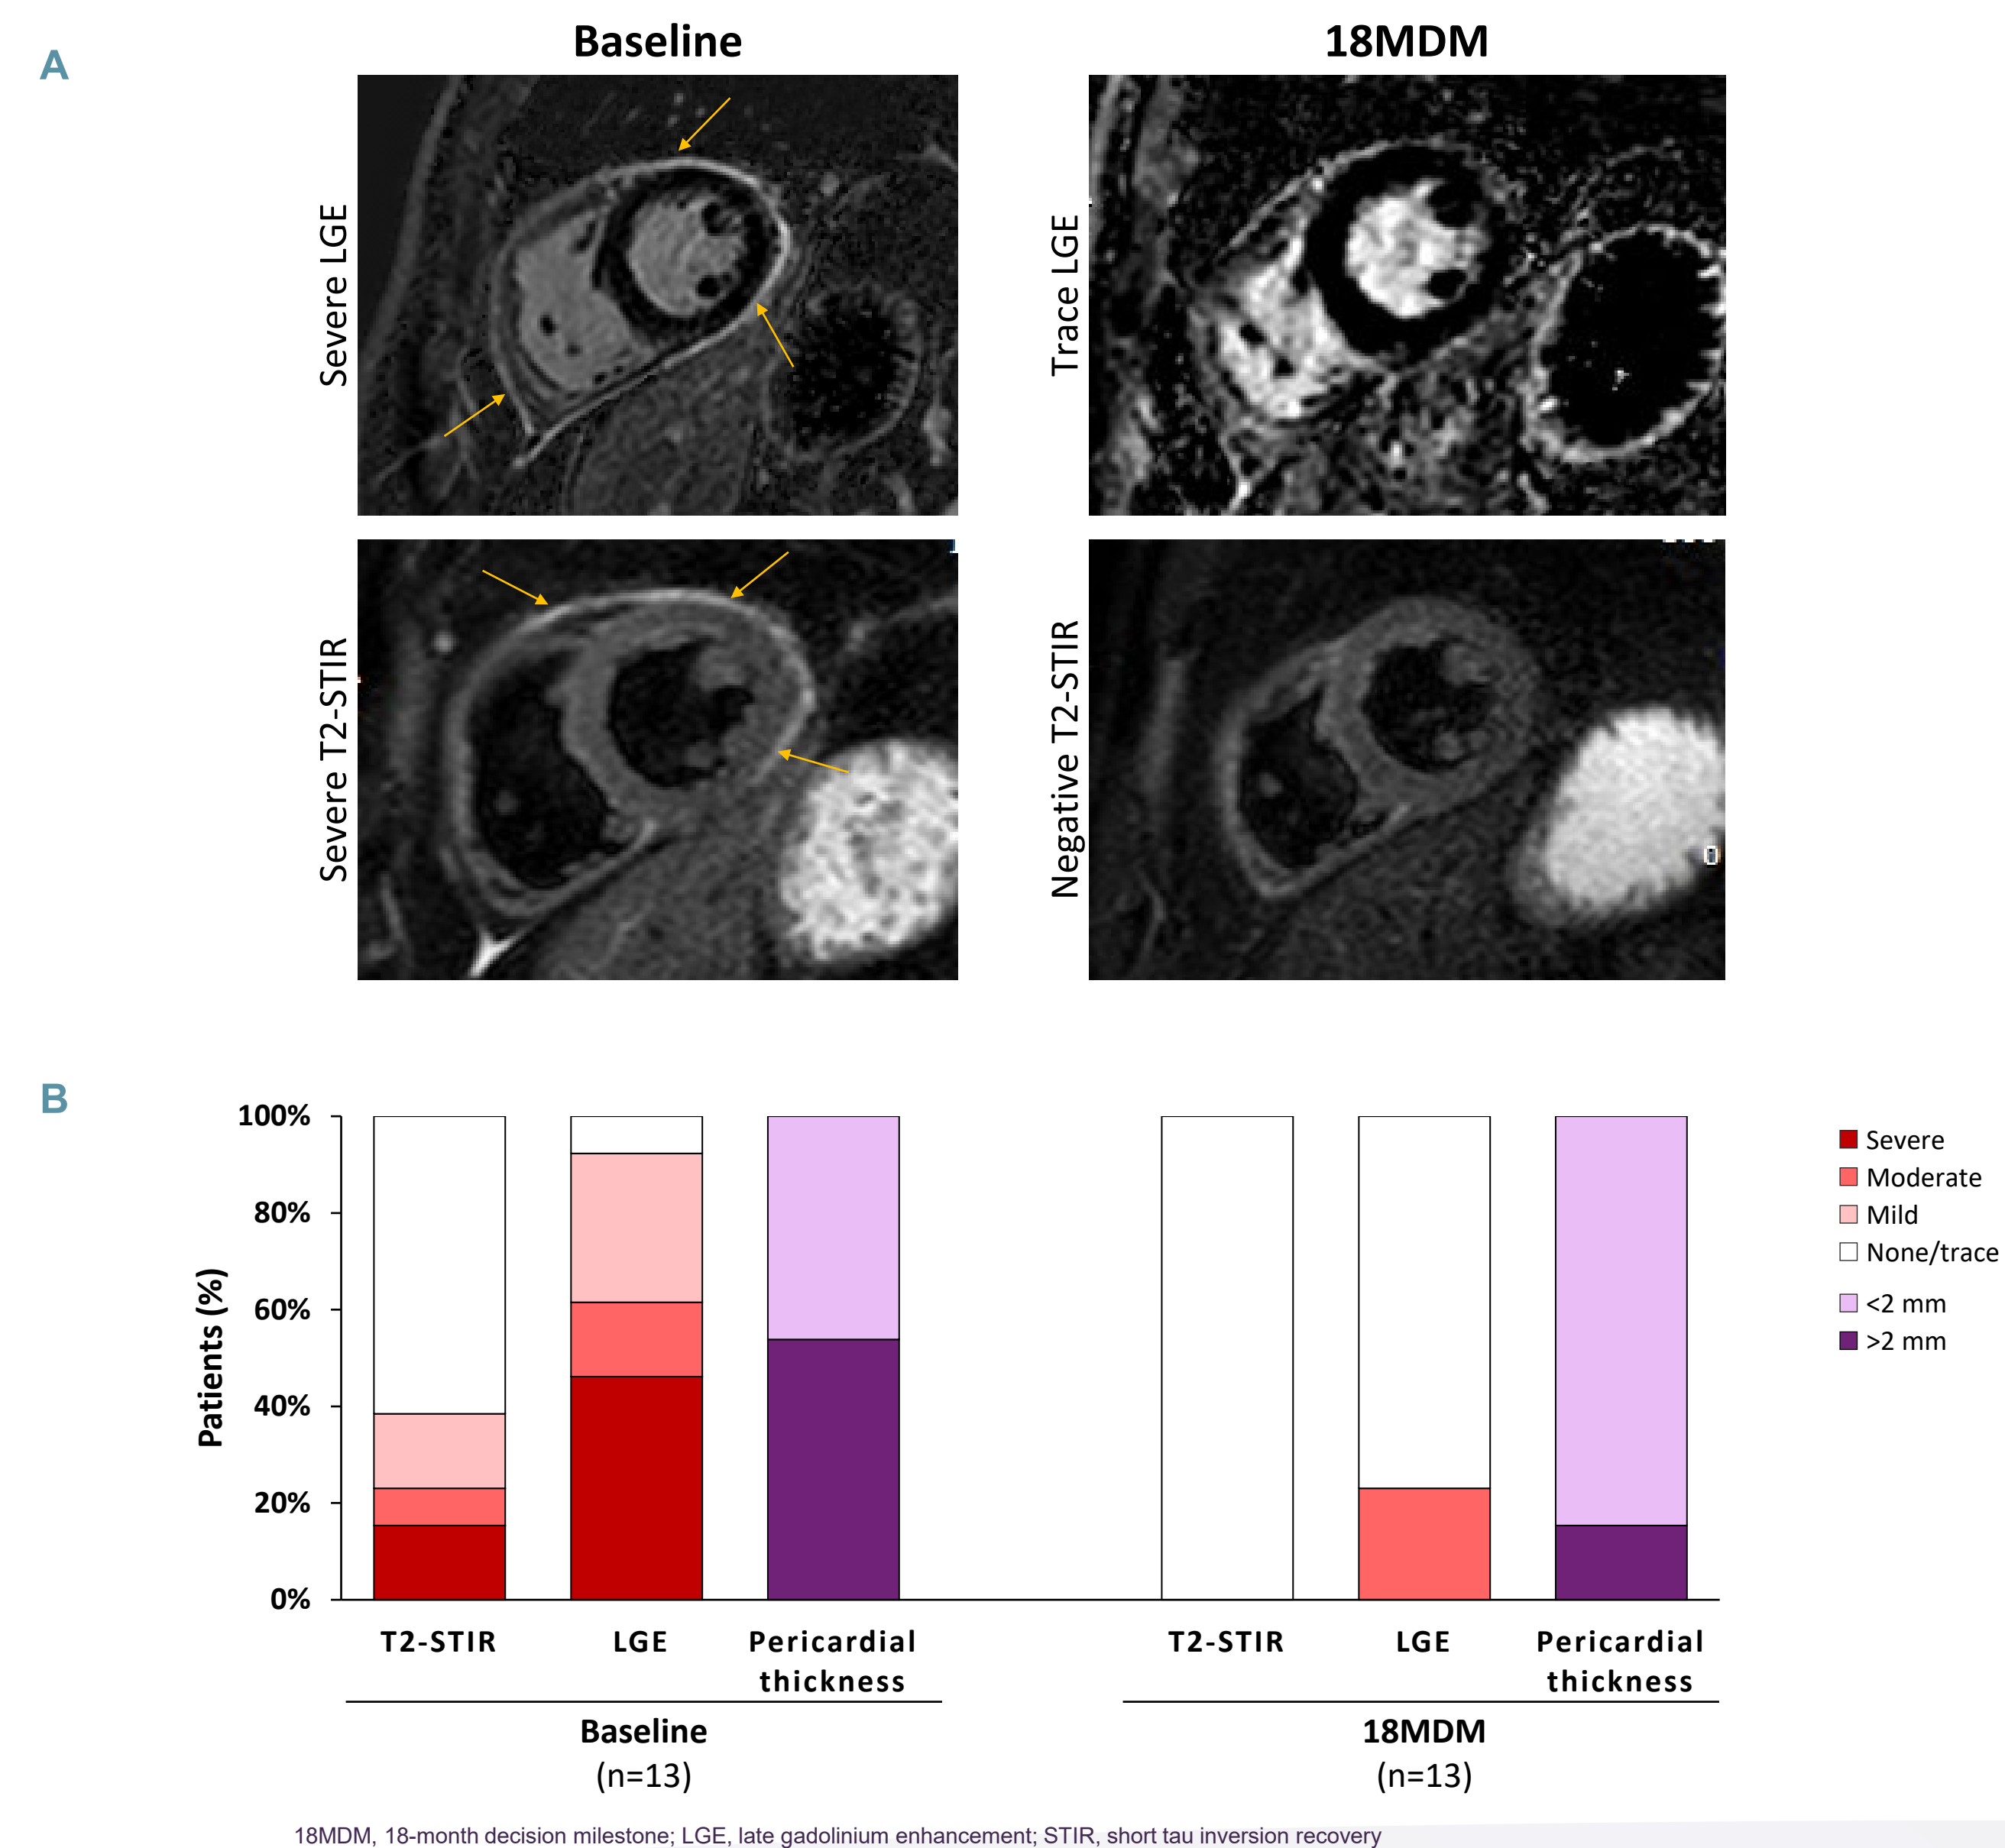 A
Baseline
18MDM
Severe LGE
Trace LGE
Severe T2-STIR
Negative T2-STIR
0
B
Patients (%)
100%
80%
60%
40%
20%
0%
Severe
Moderate
Mild
None/trace
<2 mm
>2 mm
T2-STIR
LGE
Pericardial
thickness
T2-STIR
LGE
Pericardial
thickness
Baseline
(n=13)
18MDM
(n=13)
18MDM, 18-month decision milestone; LGE, late gadolinium enhancement; STIR, short tau inversion recovery